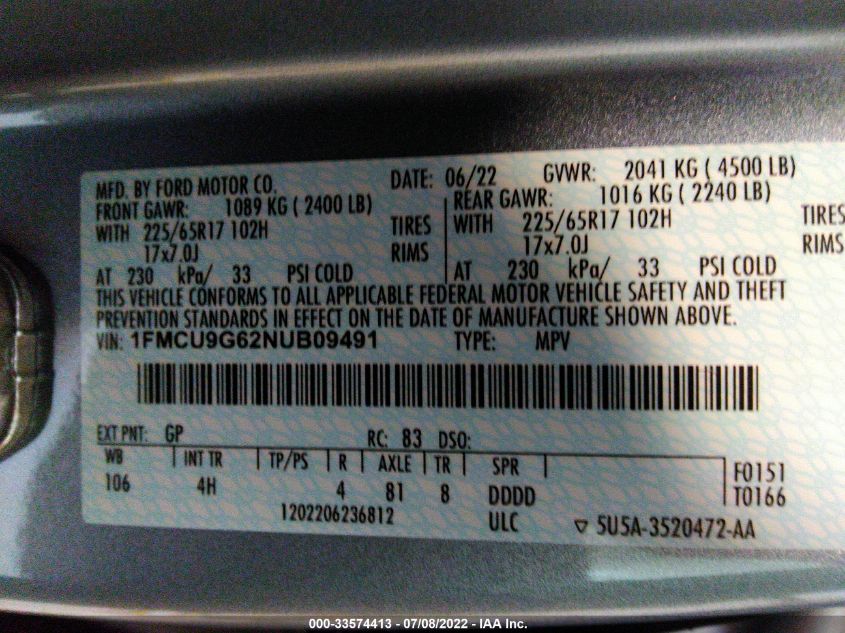 MFD. BY FORD MOTOR CO. DATE: 06/22 GVWR: 2041 KG ( 4500 LB)
FRONT GAWR: 1089 KG ( 2400 LB) REAR GAWR: 1016 KG ( 2240 LB)
WITH 225/65R17 102H TIRES WITH 225/65R17 102H TIRES
17x7.0J RIMS 17x7.0J RIMS
AT 230 kPa/ 33 PSI COLD AT 230 kPa/ 33 PSI COLD
THIS VEHICLE CONFORMS TO ALL APPLICABLE FEDERAL MOTOR VEHICLE SAFETY AND THEFT
PREVENTION STANDARDS IN EFFECT ON THE DATE OF MANUFACTURE SHOWN ABOVE.
VIN: 1FMCU9G62NUB09491 TYPE: MPV
EXT PNT: GP RC: 83 DSO:
WB INT TR TP/PS R AXLE TR SPR F0151
106 4H 4 81 8 DDDD T0166
1202206236812 ULC ▽ 5U5A-3520472-AA
000-33574413 - 07/08/2022 - IAA Inc.